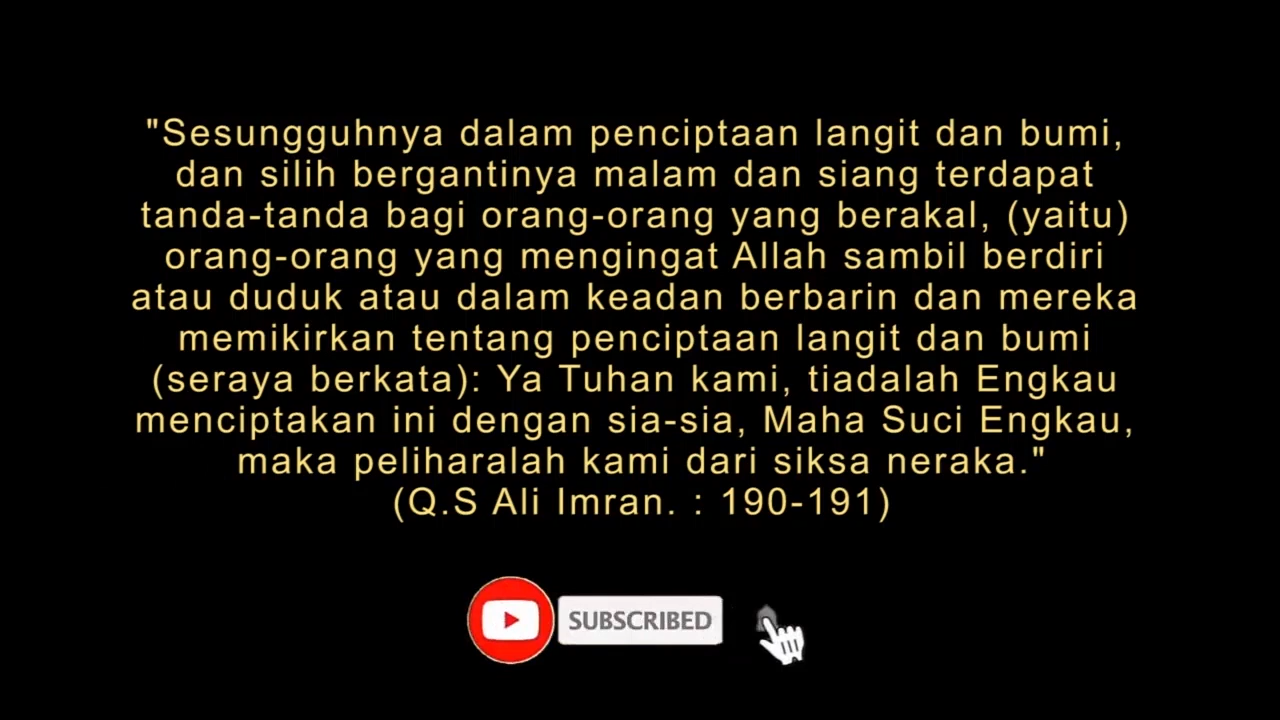 "Sesungguhnya dalam penciptaan langit dan bumi,
dan silih bergantinya malam dan siang terdapat
tanda-tanda bagi orang-orang yang berakal, (yaitu)
orang-orang yang mengingat Allah sambil berdiri
atau duduk atau dalam keadan berbarin dan mereka
memikirkan tentang penciptaan langit dan bumi
(seraya berkata): Ya Tuhan kami, tiadalah Engkau
menciptakan ini dengan sia-sia, Maha Suci Engkau,
maka peliharalah kami dari siksa neraka."
(Q.S Ali Imran. : 190-191)
SUBSCRIBED